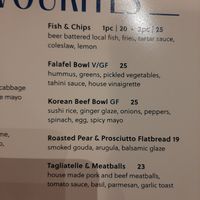 Fish & Chips 1pc | 20 • 2pc | 25
beer battered local fish, fries, tartar sauce,
coleslaw, lemon
Falafel Bowl V/GF 25
hummus, greens, pickled vegetables,
tahini sauce, house vinaigrette
cabbage
e mayo
Korean Beef Bowl GF 25
sushi rice, ginger glaze, onions, peppers,
spinach, egg, spicy mayo
Roasted Pear & Prosciutto Flatbread 19
smoked gouda, arugula, balsamic glaze
Tagliatelle & Meatballs 23
house made pork and beef meatballs,
tomato sauce, basil, parmesan, garlic toast